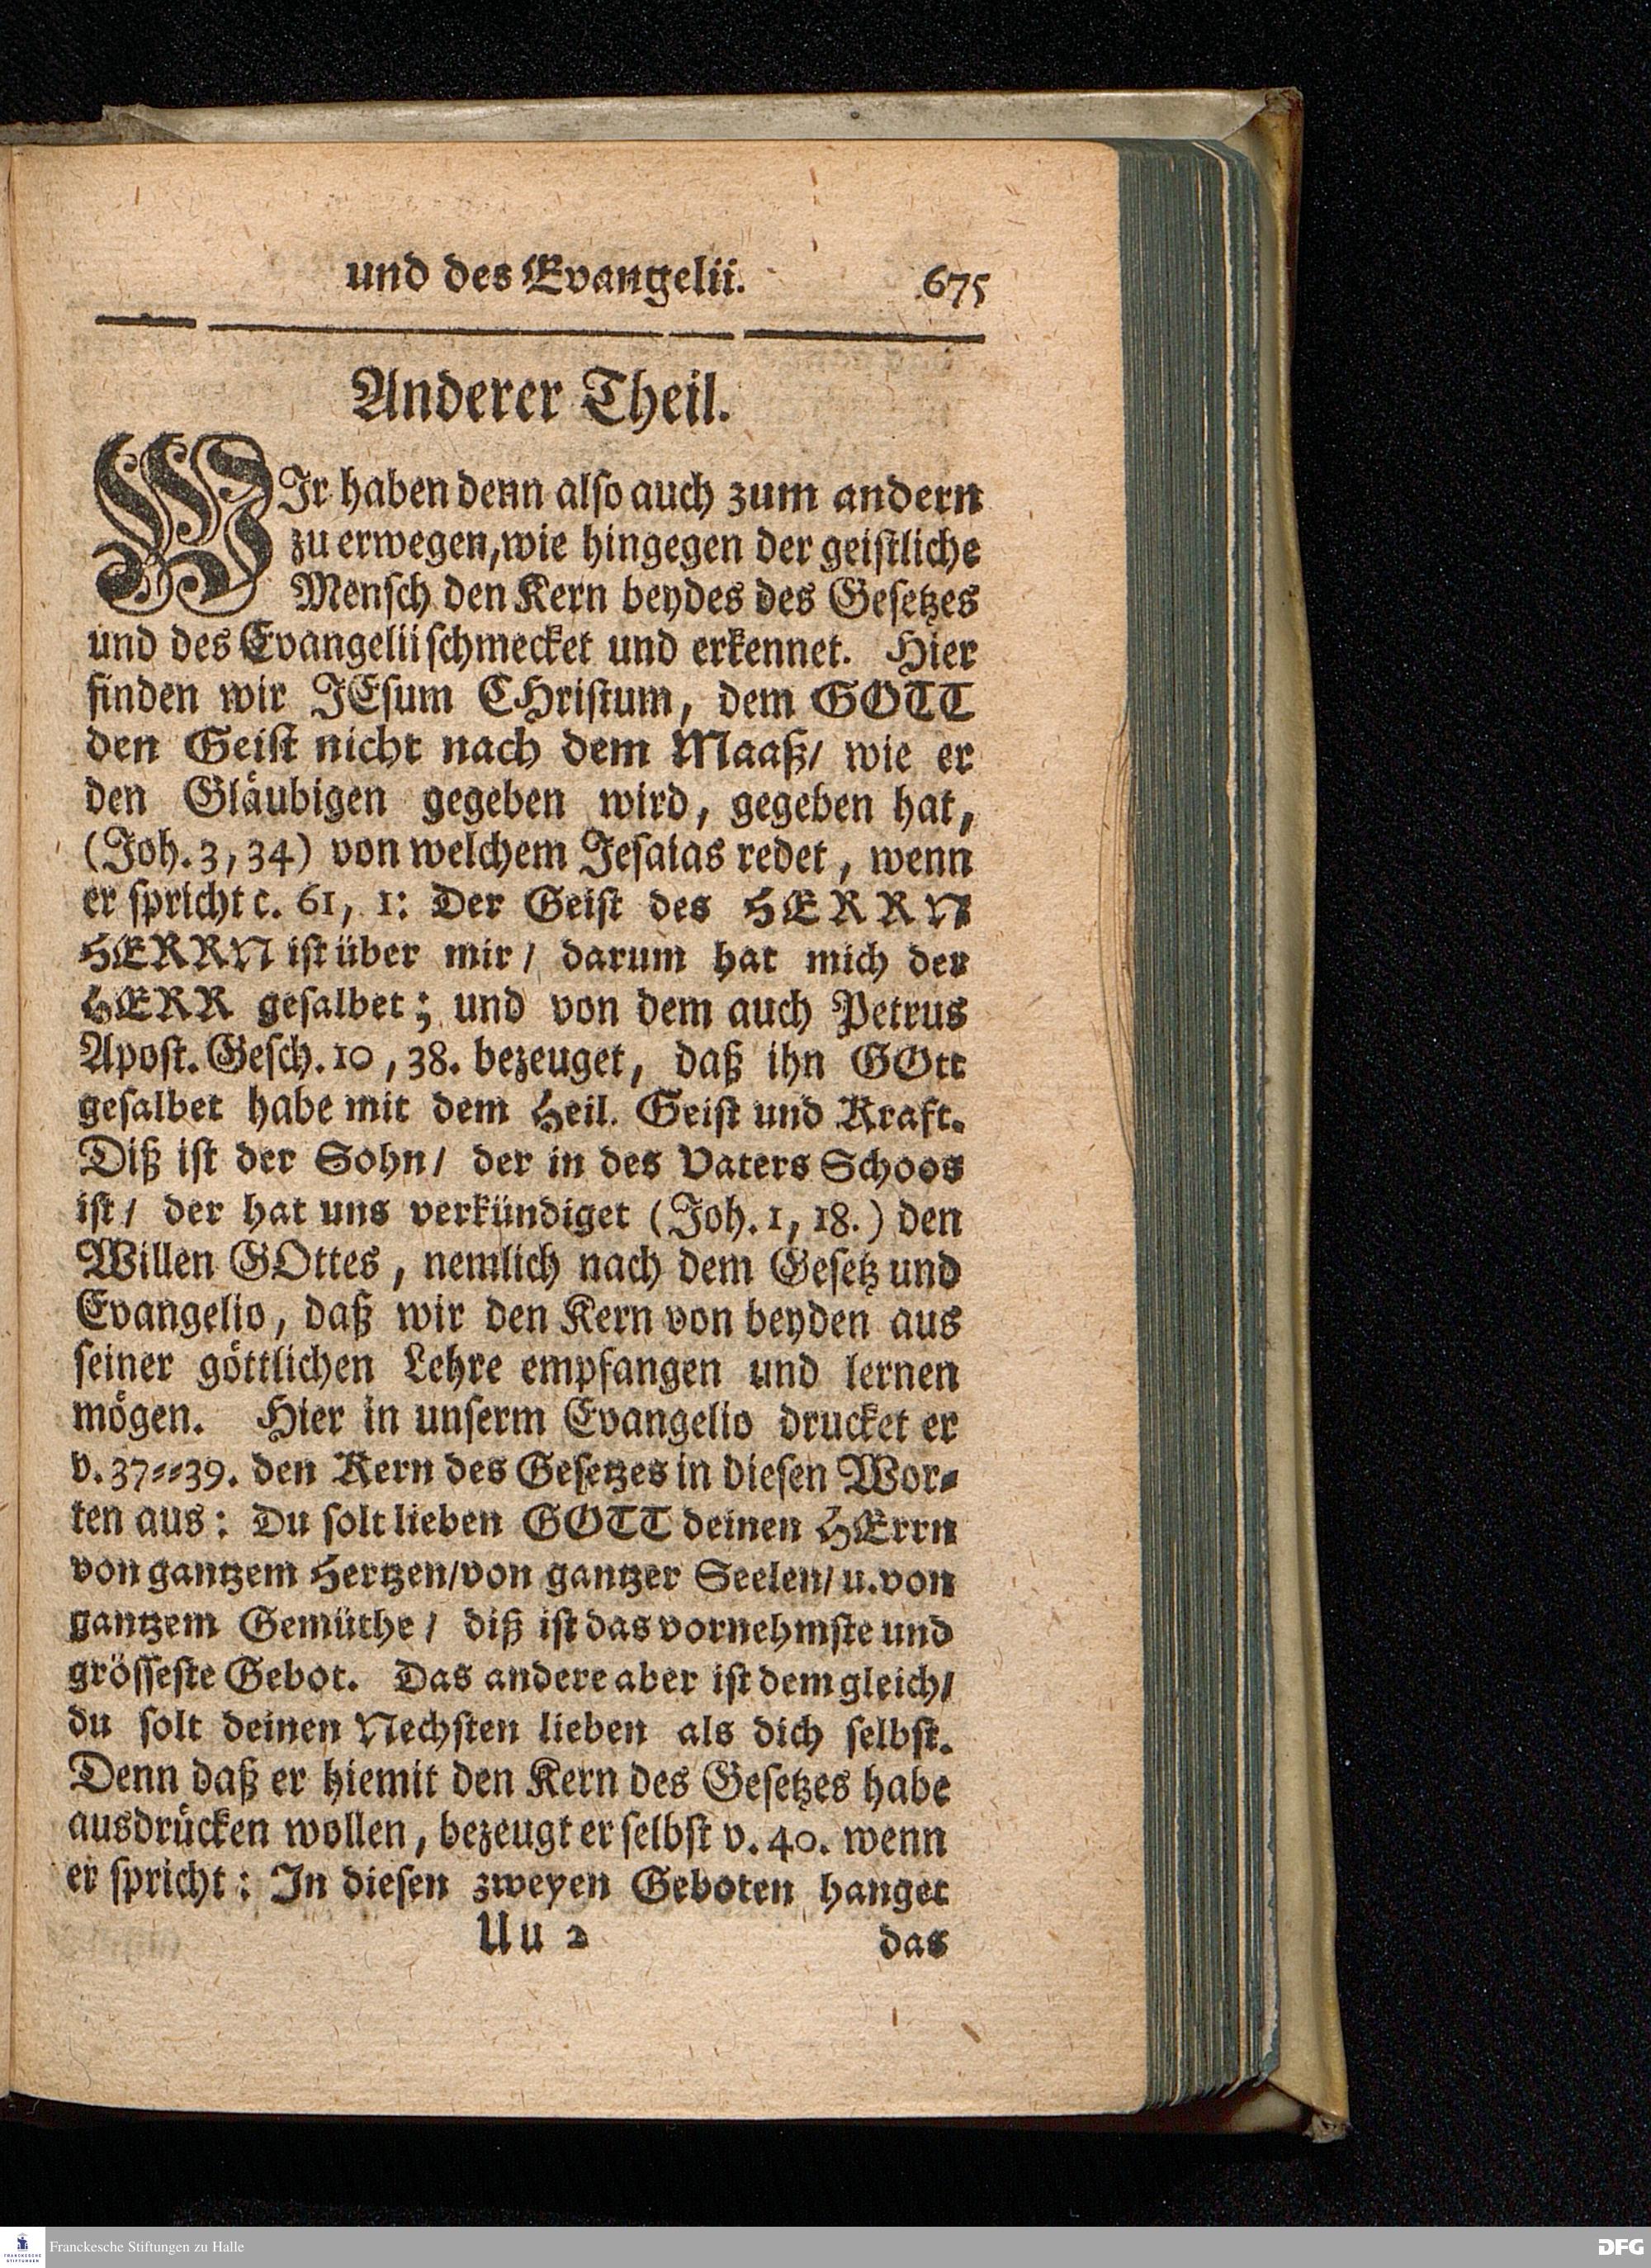 und des Evangelii. 675
Anderer Theil.
WIr haben denn also auch zum andern
zu erwegen, wie hingegen der geistliche
Mensch den Kern beydes des Gesetzes
und des Evangelii schmecket und erkennet. Hier
finden wir JEsum CHristum, dem GOTT
den Geist nicht nach dem Maaß/ wie er
den Gläubigen gegeben wird, gegeben hat,
(Joh. 3, 34) von welchem Jesaias redet, wenn
er spricht c. 61, 1: Der Geist des HERRN
HERRN ist über mir/ darum hat mich der
HERR gesalbet; und von dem auch Petrus
Apost. Gesch. 10, 38. bezeuget, daß ihn GOtt
gesalbet habe mit dem Heil. Geist und Kraft.
Diß ist der Sohn/ der in des Vaters Schoos
ist/ der hat uns verkündiget (Joh. 1, 18.) den
Willen GOttes, nemlich nach dem Gesetz und
Evangelio, daß wir den Kern von beyden aus
seiner göttlichen Lehre empfangen und lernen
mögen. Hier in unserm Evangelio drucket er
v. 37==39. den Kern des Gesetzes in diesen Wor=
ten aus: Du solt lieben GOTT deinen HErrn
von gantzem Hertzen/von gantzer Seelen/ u. von
gantzem Gemüthe/ diß ist das vornehmste und
grösseste Gebot. Das andere aber ist dem gleich/
du solt deinen Nechsten lieben als dich selbst.
Denn daß er hiemit den Kern des Gesetzes habe
ausdrücken wollen, bezeugt er selbst v. 40. wenn
er spricht: In diesen zweyen Geboten hanget
Uu 2 das
FRANCKESCHE STIFTUNGEN
Franckesche Stiftungen zu Halle
DFG